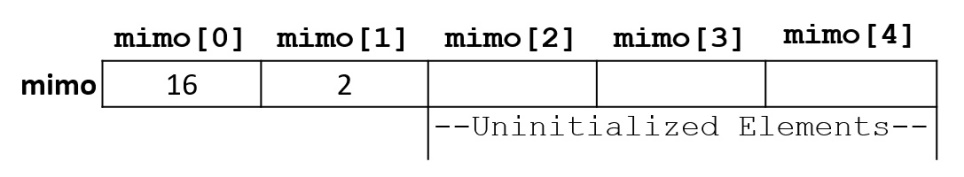 mimo[0] mimo[1] mimo[2] mimo[3] mimo[4]
mimo 16 2
--Uninitialized Elements--